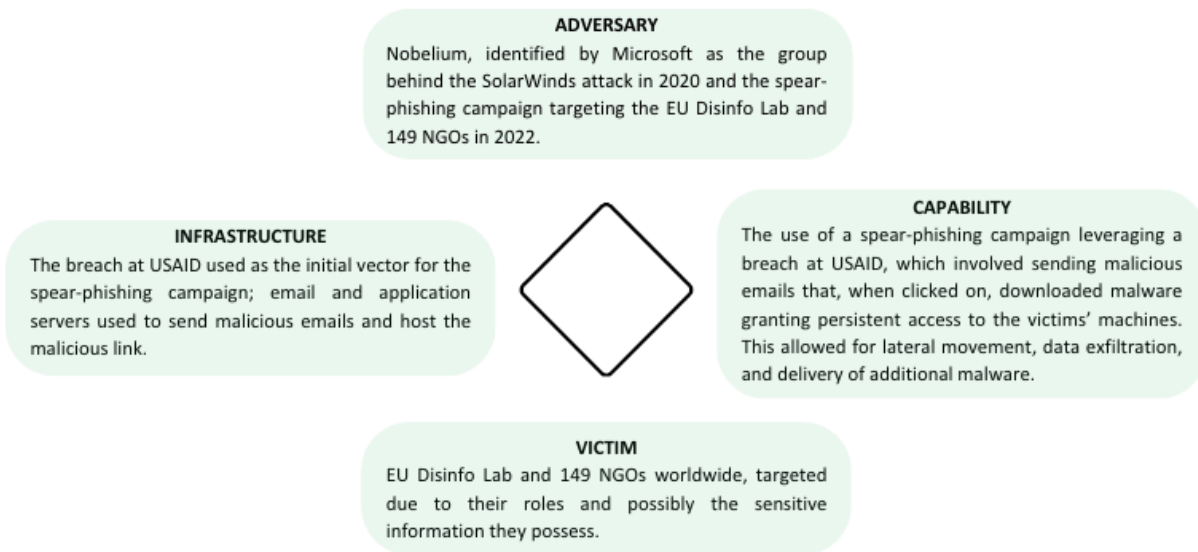 ADVERSARY
Nobelium, identified by Microsoft as the group
behind the SolarWinds attack in 2020 and the spear-
phishing campaign targeting the EU Disinfo Lab and
149 NGOs in 2022.
INFRASTRUCTURE
The breach at USAID used as the initial vector for the
spear-phishing campaign; email and application
servers used to send malicious emails and host the
malicious link.
CAPABILITY
The use of a spear-phishing campaign leveraging a
breach at USAID, which involved sending malicious
emails that, when clicked on, downloaded malware
granting persistent access to the victims’ machines.
This allowed for lateral movement, data exfiltration,
and delivery of additional malware.
VICTIM
EU Disinfo Lab and 149 NGOs worldwide, targeted
due to their roles and possibly the sensitive
information they possess.